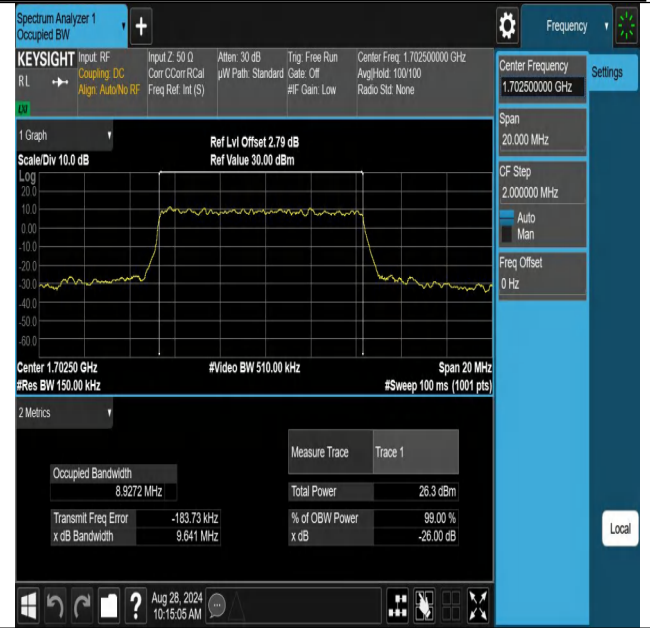 Spectrum Analyzer 1
Occupied BW
Frequency
KEYSIGHT
RL
Input: RF
Coupling: DC
Align: Auto/No RF
Input Z: 50 Ω
Corr CCorr RCal
Freq Ref: Int (S)
Atten: 30 dB
µW Path: Standard
Trig: Free Run
Gate: Off
#IF Gain: Low
Center Freq: 1.702500000 GHz
Avg|Hold: 100/100
Radio Std: None
1 Graph
Scale/Div 10.0 dB
Ref Lvl Offset 2.79 dB
Ref Value 30.00 dBm
Log
20.0
10.0
0.00
-10.0
-20.0
-30.0
-40.0
-50.0
-60.0
Center 1.70250 GHz
#Video BW 510.00 kHz
Span 20 MHz
#Res BW 150.00 kHz
#Sweep 100 ms (1001 pts)
2 Metrics
Occupied Bandwidth
8.9272 MHz
Transmit Freq Error -183.73 kHz
x dB Bandwidth 9.641 MHz
Measure Trace Trace 1
Total Power 26.3 dBm
% of OBW Power 99.00 %
x dB -26.00 dB
Center Frequency
1.702500000 GHz
Settings
Span
20.000 MHz
CF Step
2.000000 MHz
Auto
Man
Freq Offset
0 Hz
Local
?
Aug 28, 2024
10:15:05 AM